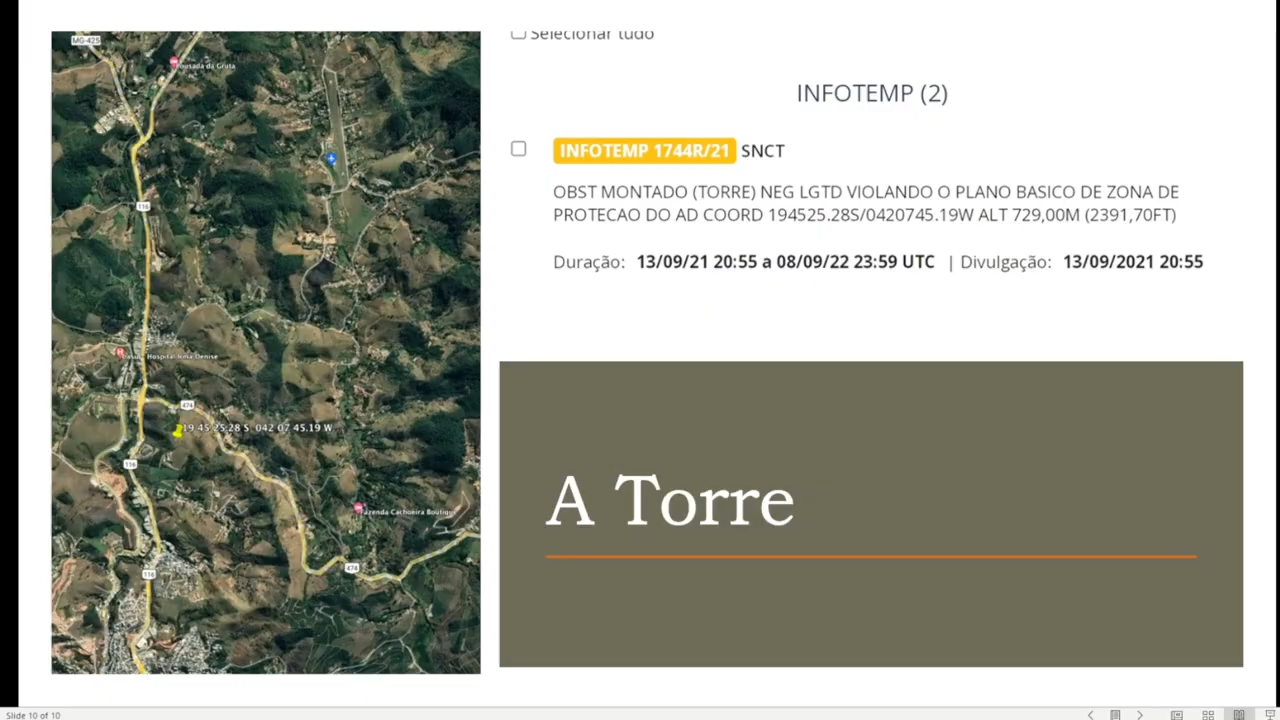 MG-425
Pousada da Gruta
116
Hospital Irmã Denise
474
19 45 25.28 S 042 07 45.19 W
116
Fazenda Cachoeira Boutique
474
116
Selecionar tudo
INFOTEMP (2)
INFOTEMP 1744R/21 SNCT
OBST MONTADO (TORRE) NEG LGTD VIOLANDO O PLANO BASICO DE ZONA DE
PROTECAO DO AD COORD 194525.28S/0420745.19W ALT 729,00M (2391,70FT)
Duração: 13/09/21 20:55 a 08/09/22 23:59 UTC | Divulgação: 13/09/2021 20:55
A Torre
Slide 10 of 10